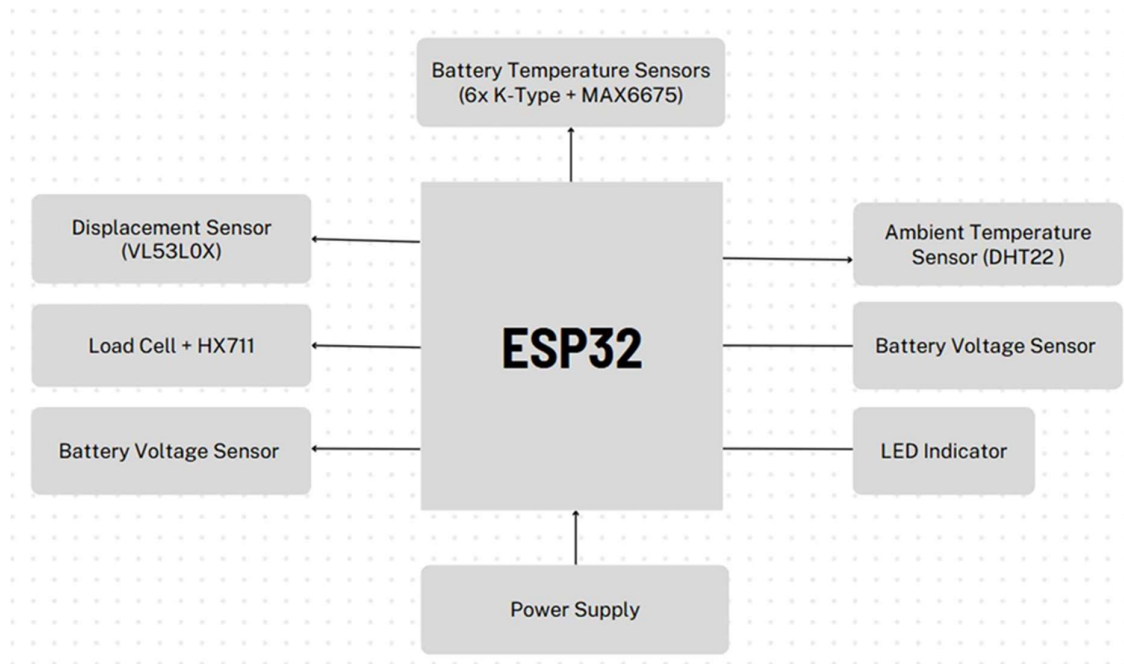 Battery Temperature Sensors
(6x K-Type + MAX6675)
Displacement Sensor
(VL53L0X)
Ambient Temperature
Sensor (DHT22 )
ESP32
Load Cell + HX711
Battery Voltage Sensor
Battery Voltage Sensor
LED Indicator
Power Supply